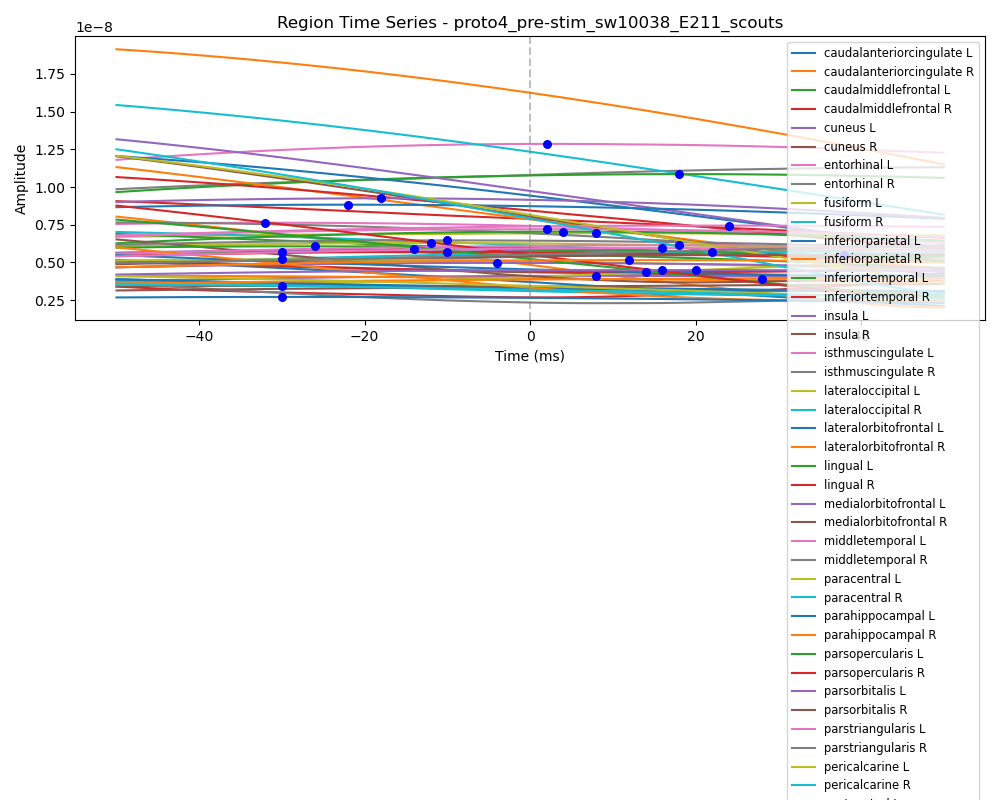 Region Time Series - proto4_pre-stim_sw10038_E211_scouts
1e−8
1.75
1.50
1.25
1.00
0.75
0.50
0.25
Amplitude
−40
−20
0
20
40
Time (ms)
caudalanteriorcingulate L
caudalanteriorcingulate R
caudalmiddlefrontal L
caudalmiddlefrontal R
cuneus L
cuneus R
entorhinal L
entorhinal R
fusiform L
fusiform R
inferiorparietal L
inferiorparietal R
inferiortemporal L
inferiortemporal R
insula L
insula R
isthmuscingulate L
isthmuscingulate R
lateraloccipital L
lateraloccipital R
lateralorbitofrontal L
lateralorbitofrontal R
lingual L
lingual R
medialorbitofrontal L
medialorbitofrontal R
middletemporal L
middletemporal R
paracentral L
paracentral R
parahippocampal L
parahippocampal R
parsopercularis L
parsopercularis R
parsorbitalis L
parsorbitalis R
parstriangularis L
parstriangularis R
pericalcarine L
pericalcarine R